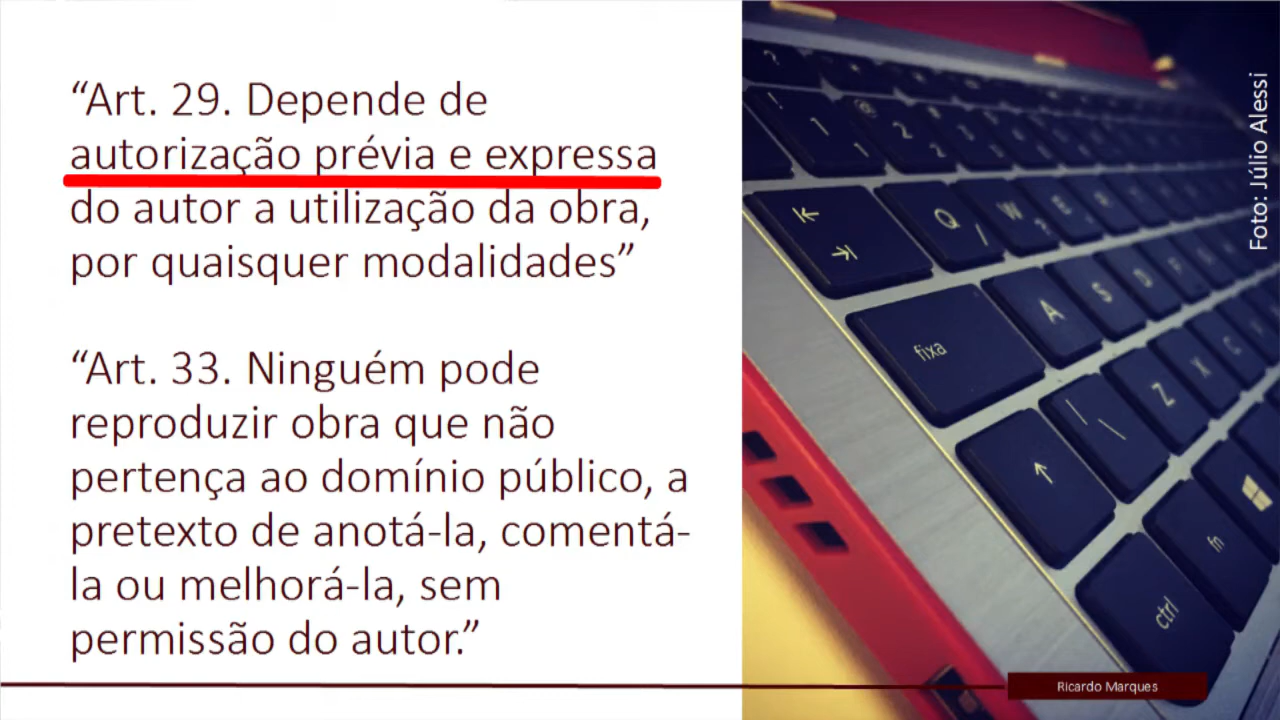 “Art. 29. Depende de
autorização prévia e expressa
do autor a utilização da obra,
por quaisquer modalidades”
“Art. 33. Ninguém pode
reproduzir obra que não
pertença ao domínio público, a
pretexto de anotá-la, comentá-
la ou melhorá-la, sem
permissão do autor.”
Foto: Júlio Alessi
1
2
Q /
W
A
S
D
fixa
Z
X
fn
ctrl
Ricardo Marques